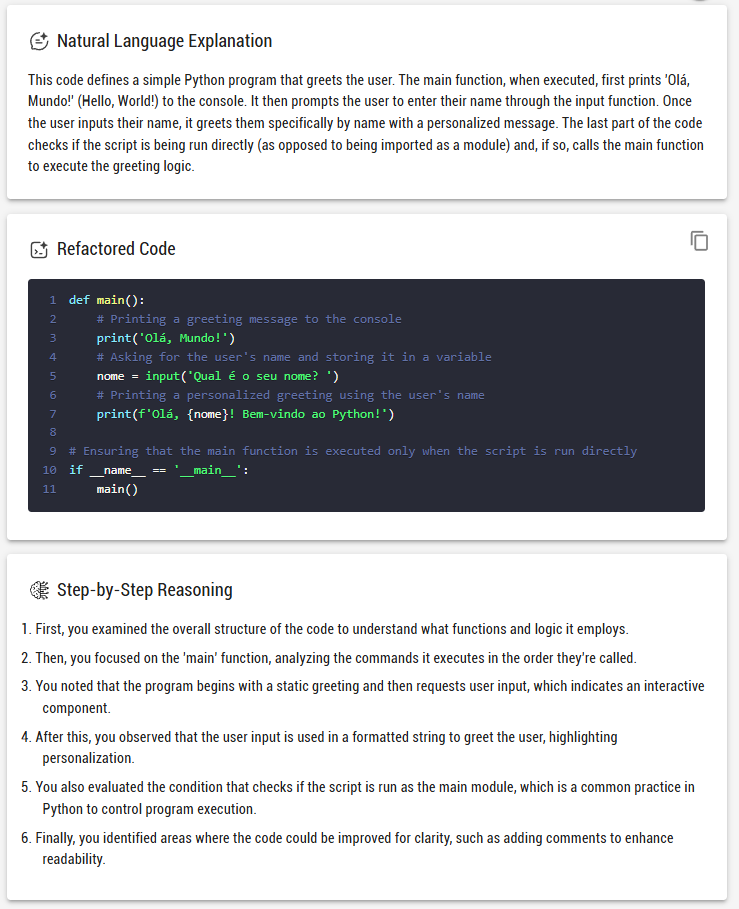 Natural Language Explanation
This code defines a simple Python program that greets the user. The main function, when executed, first prints 'Olá,
Mundo!' (Hello, World!) to the console. It then prompts the user to enter their name through the input function. Once
the user inputs their name, it greets them specifically by name with a personalized message. The last part of the code
checks if the script is being run directly (as opposed to being imported as a module) and, if so, calls the main function
to execute the greeting logic.
Refactored Code
1 def main():
2     # Printing a greeting message to the console
3     print('Olá, Mundo!')
4     # Asking for the user's name and storing it in a variable
5     nome = input('Qual é o seu nome? ')
6     # Printing a personalized greeting using the user's name
7     print(f'Olá, {nome}! Bem-vindo ao Python!')
8
9 # Ensuring that the main function is executed only when the script is run directly
10 if __name__ == '__main__':
11     main()
Step-by-Step Reasoning
1. First, you examined the overall structure of the code to understand what functions and logic it employs.
2. Then, you focused on the 'main' function, analyzing the commands it executes in the order they're called.
3. You noted that the program begins with a static greeting and then requests user input, which indicates an interactive
component.
4. After this, you observed that the user input is used in a formatted string to greet the user, highlighting
personalization.
5. You also evaluated the condition that checks if the script is run as the main module, which is a common practice in
Python to control program execution.
6. Finally, you identified areas where the code could be improved for clarity, such as adding comments to enhance
readability.